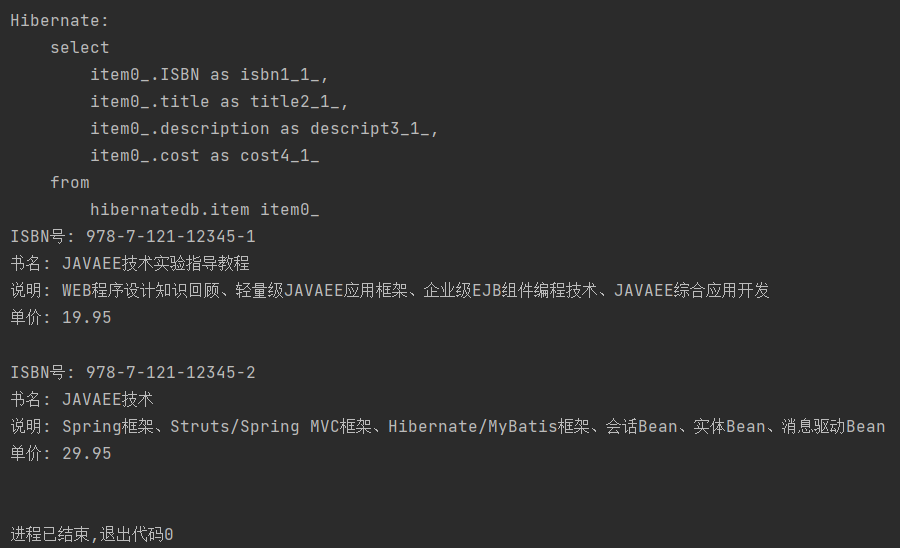 Hibernate:
select
item0_.ISBN as isbn1_1_,
item0_.title as title2_1_,
item0_.description as descript3_1_,
item0_.cost as cost4_1_
from
hibernatedb.item item0_
ISBN号: 978-7-121-12345-1
书名: JAVAEE技术实验指导教程
说明: WEB程序设计知识回顾、轻量级JAVAEE应用框架、企业级EJB组件编程技术、JAVAEE综合应用开发
单价: 19.95
ISBN号: 978-7-121-12345-2
书名: JAVAEE技术
说明: Spring框架、Struts/Spring MVC框架、Hibernate/MyBatis框架、会话Bean、实体Bean、消息驱动Bean
单价: 29.95
进程已结束,退出代码0